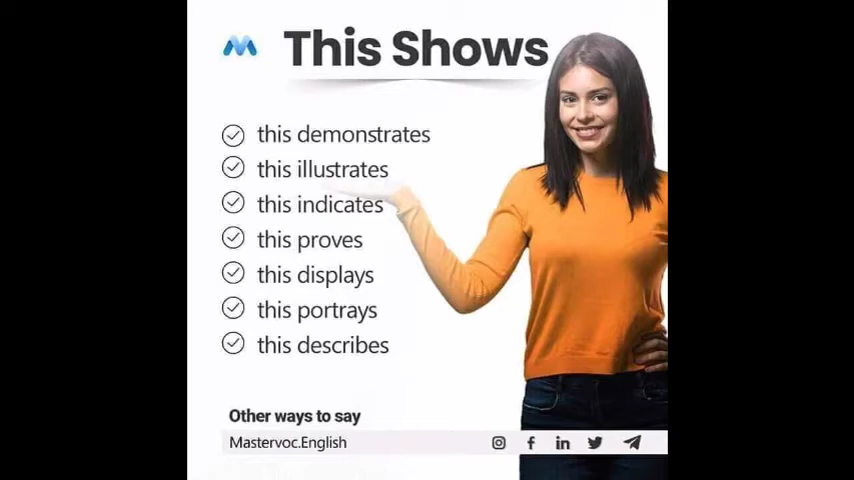 This Shows
this demonstrates
this illustrates
this indicates
this proves
this displays
this portrays
this describes
Other ways to say
Mastervoc.English